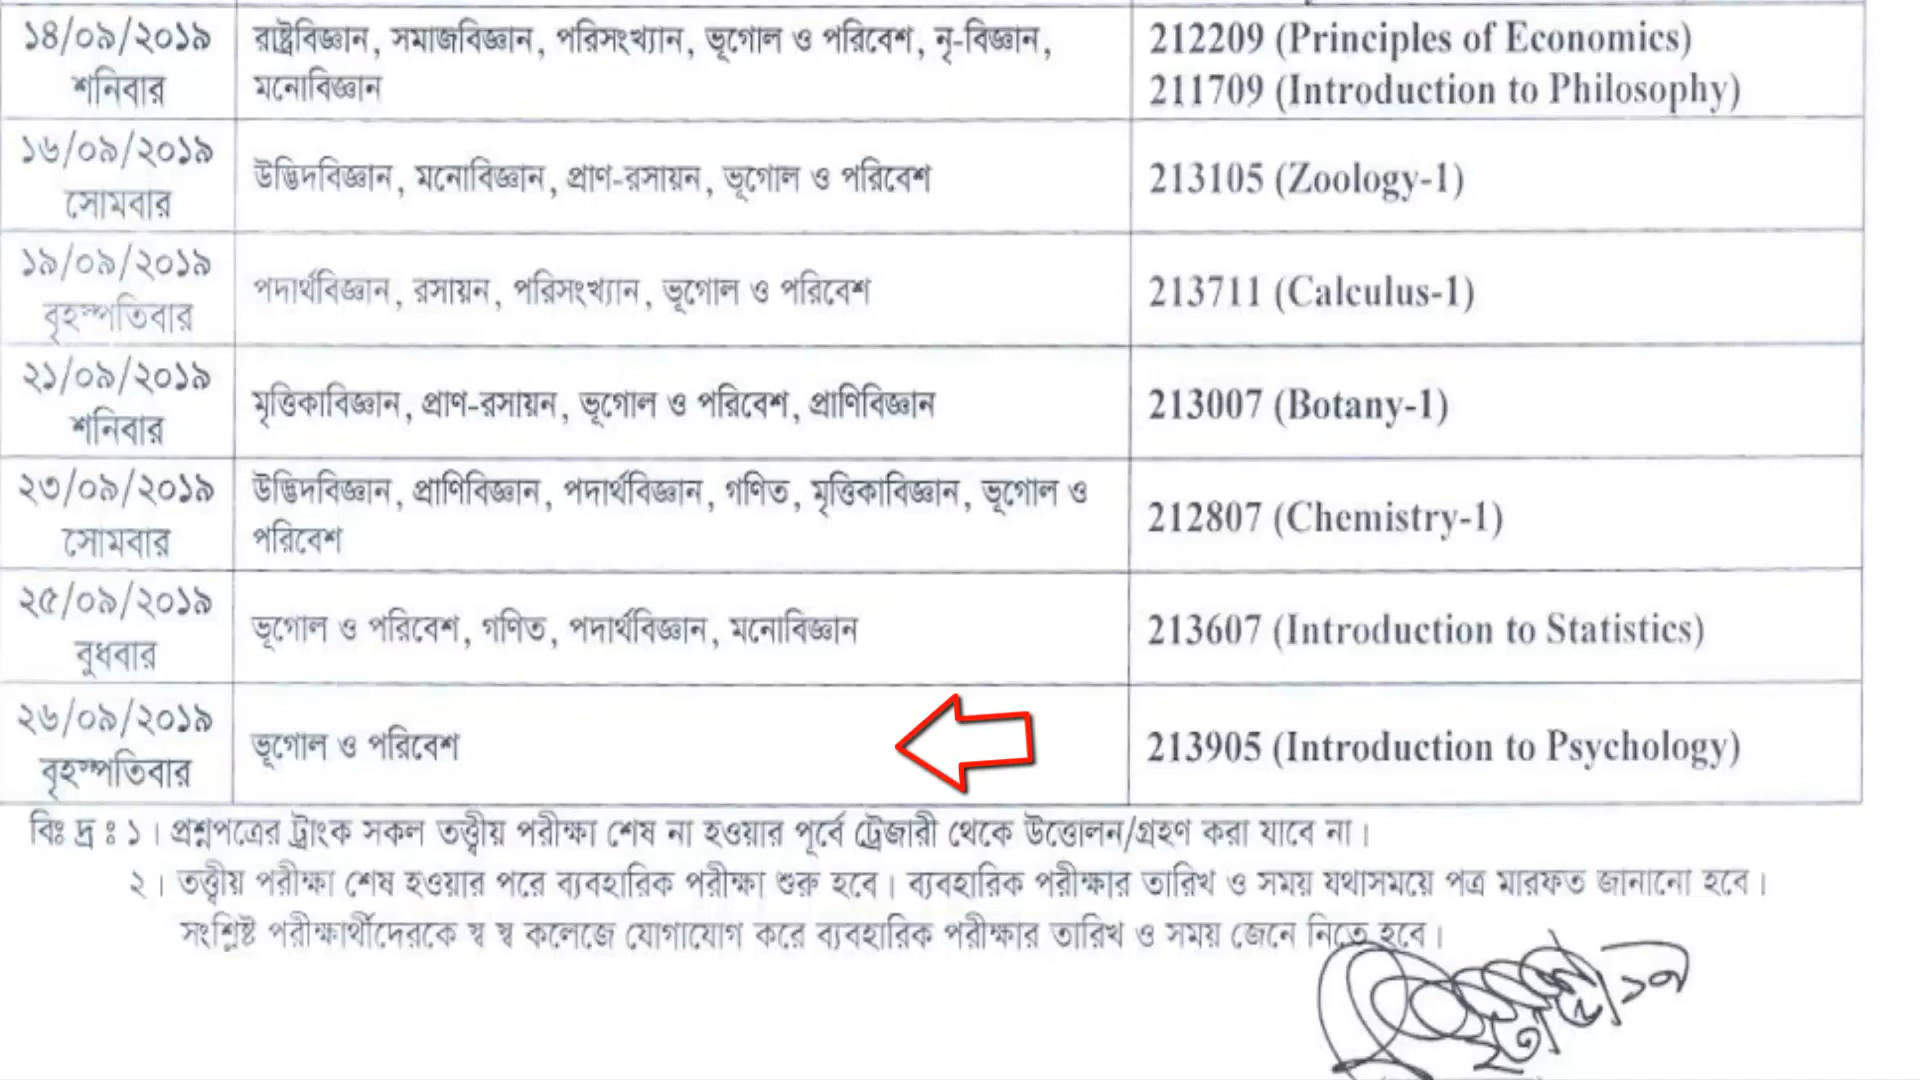 ১৪/০৯/২০১৯
শনিবার
রাষ্ট্রবিজ্ঞান, সমাজবিজ্ঞান, পরিসংখ্যান, ভূগোল ও পরিবেশ, নৃ-বিজ্ঞান,
মনোবিজ্ঞান
212209 (Principles of Economics)
211709 (Introduction to Philosophy)
১৬/০৯/২০১৯
সোমবার
উদ্ভিদবিজ্ঞান, মনোবিজ্ঞান, প্রাণ-রসায়ন, ভূগোল ও পরিবেশ
213105 (Zoology-1)
১৯/০৯/২০১৯
বৃহস্পতিবার
পদার্থবিজ্ঞান, রসায়ন, পরিসংখ্যান, ভূগোল ও পরিবেশ
213711 (Calculus-1)
২১/০৯/২০১৯
শনিবার
মৃত্তিকাবিজ্ঞান, প্রাণ-রসায়ন, ভূগোল ও পরিবেশ, প্রাণিবিজ্ঞান
213007 (Botany-1)
২৩/০৯/২০১৯
সোমবার
উদ্ভিদবিজ্ঞান, প্রাণিবিজ্ঞান, পদার্থবিজ্ঞান, গণিত, মৃত্তিকাবিজ্ঞান, ভূগোল ও
পরিবেশ
212807 (Chemistry-1)
২৫/০৯/২০১৯
বুধবার
ভূগোল ও পরিবেশ, গণিত, পদার্থবিজ্ঞান, মনোবিজ্ঞান
213607 (Introduction to Statistics)
২৬/০৯/২০১৯
বৃহস্পতিবার
ভূগোল ও পরিবেশ
213905 (Introduction to Psychology)
বিঃ দ্র ঃ ১। প্রশ্নপত্রের ট্রাংক সকল তত্ত্বীয় পরীক্ষা শেষ না হওয়ার পূর্বে ট্রেজারী থেকে উত্তোলন/গ্রহণ করা যাবে না।
২। তত্ত্বীয় পরীক্ষা শেষ হওয়ার পরে ব্যবহারিক পরীক্ষা শুরু হবে। ব্যবহারিক পরীক্ষার তারিখ ও সময় যথাসময়ে পত্র মারফত জানানো হবে।
সংশ্লিষ্ট পরীক্ষার্থীদেরকে স্ব স্ব কলেজে যোগাযোগ করে ব্যবহারিক পরীক্ষার তারিখ ও সময় জেনে নিতে হবে।